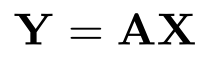 Y = AX